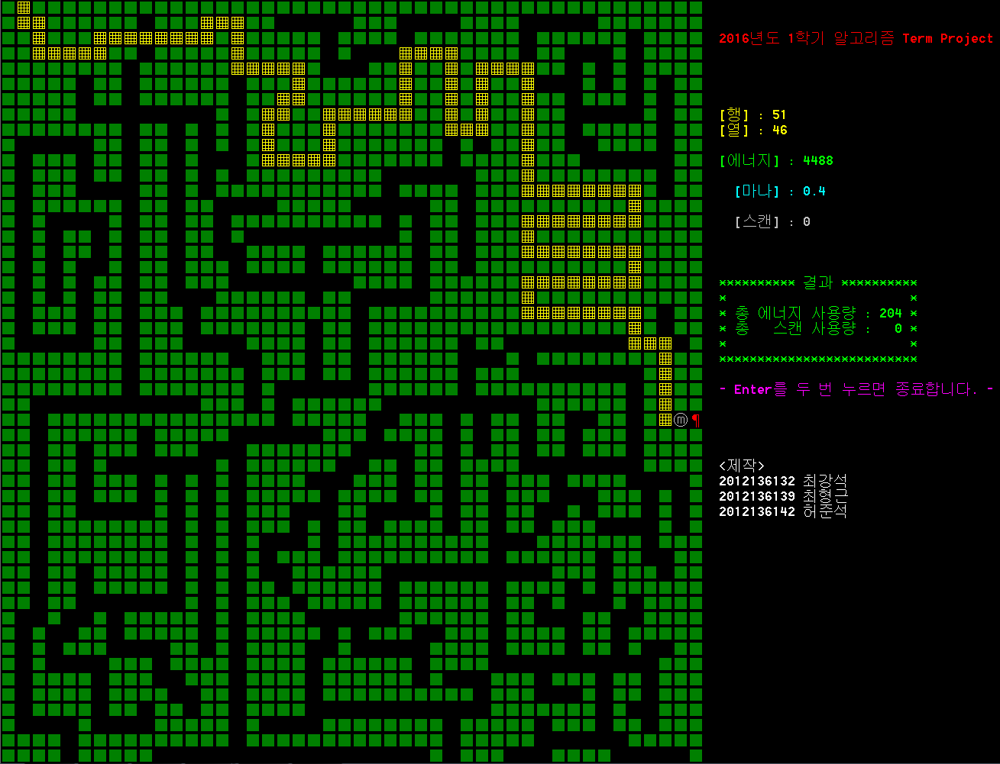 2016년도 1학기 알고리즘 Term Project
[행] : 51
[열] : 46
[에너지] : 4488
[마나] : 0.4
[스캔] : 0
********** 결과 **********
* *
* 총 에너지 사용량 : 204 *
* 총 스캔 사용량 : 0 *
* *
**************************
- Enter를 두 번 누르면 종료합니다. -
ⓜ ¶
<제작>
2012136132 최강석
2012136139 최형근
2012136142 허준석